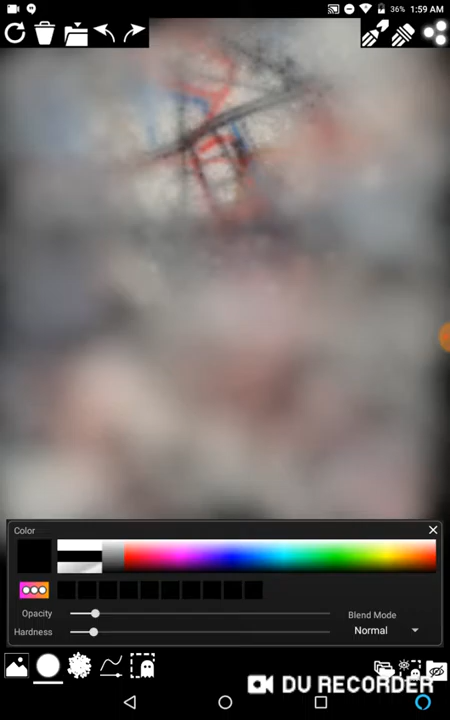 36% 1:59 AM
Color
Opacity
Hardness
Blend Mode
Normal
DU RECORDER